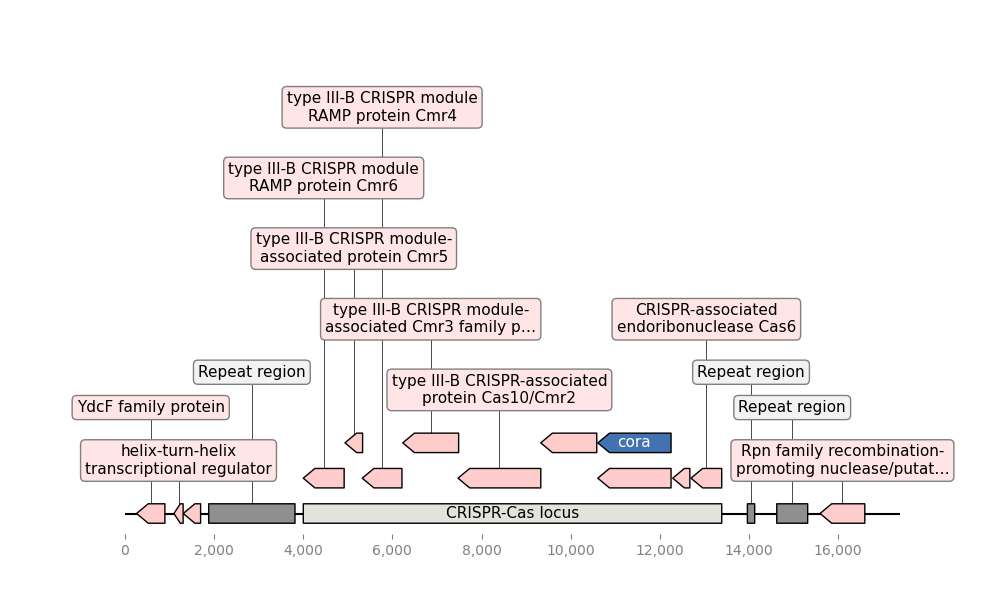 type III-B CRISPR module
RAMP protein Cmr4
type III-B CRISPR module
RAMP protein Cmr6
type III-B CRISPR module-
associated protein Cmr5
type III-B CRISPR module-
associated Cmr3 family p…
CRISPR-associated
endoribonuclease Cas6
Repeat region
Repeat region
type III-B CRISPR-associated
protein Cas10/Cmr2
YdcF family protein
Repeat region
helix-turn-helix
transcriptional regulator
cora
Rpn family recombination-
promoting nuclease/putat…
CRISPR-Cas locus
0 2,000 4,000 6,000 8,000 10,000 12,000 14,000 16,000